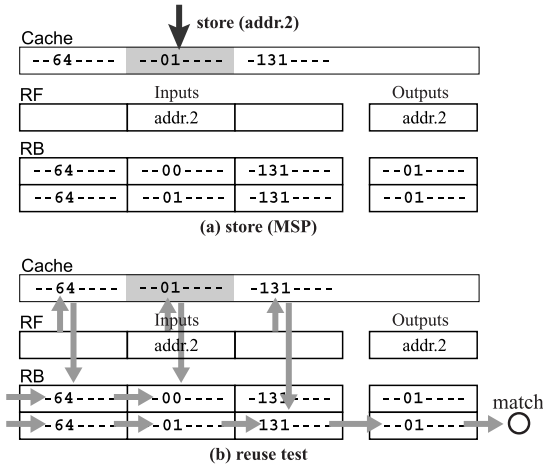 store (addr.2)
Cache
--64---- --01---- -131----
RF Inputs Outputs
addr.2 addr.2
RB
--64---- --00---- -131---- --01----
--64---- --01---- -131---- --01----
(a) store (MSP)
Cache
--64---- --01---- -131----
RF Inputs Outputs
addr.2 addr.2
RB
-64---- --00---- -131---- --01----
-64---- -01---- 131---- --01---- match
(b) reuse test